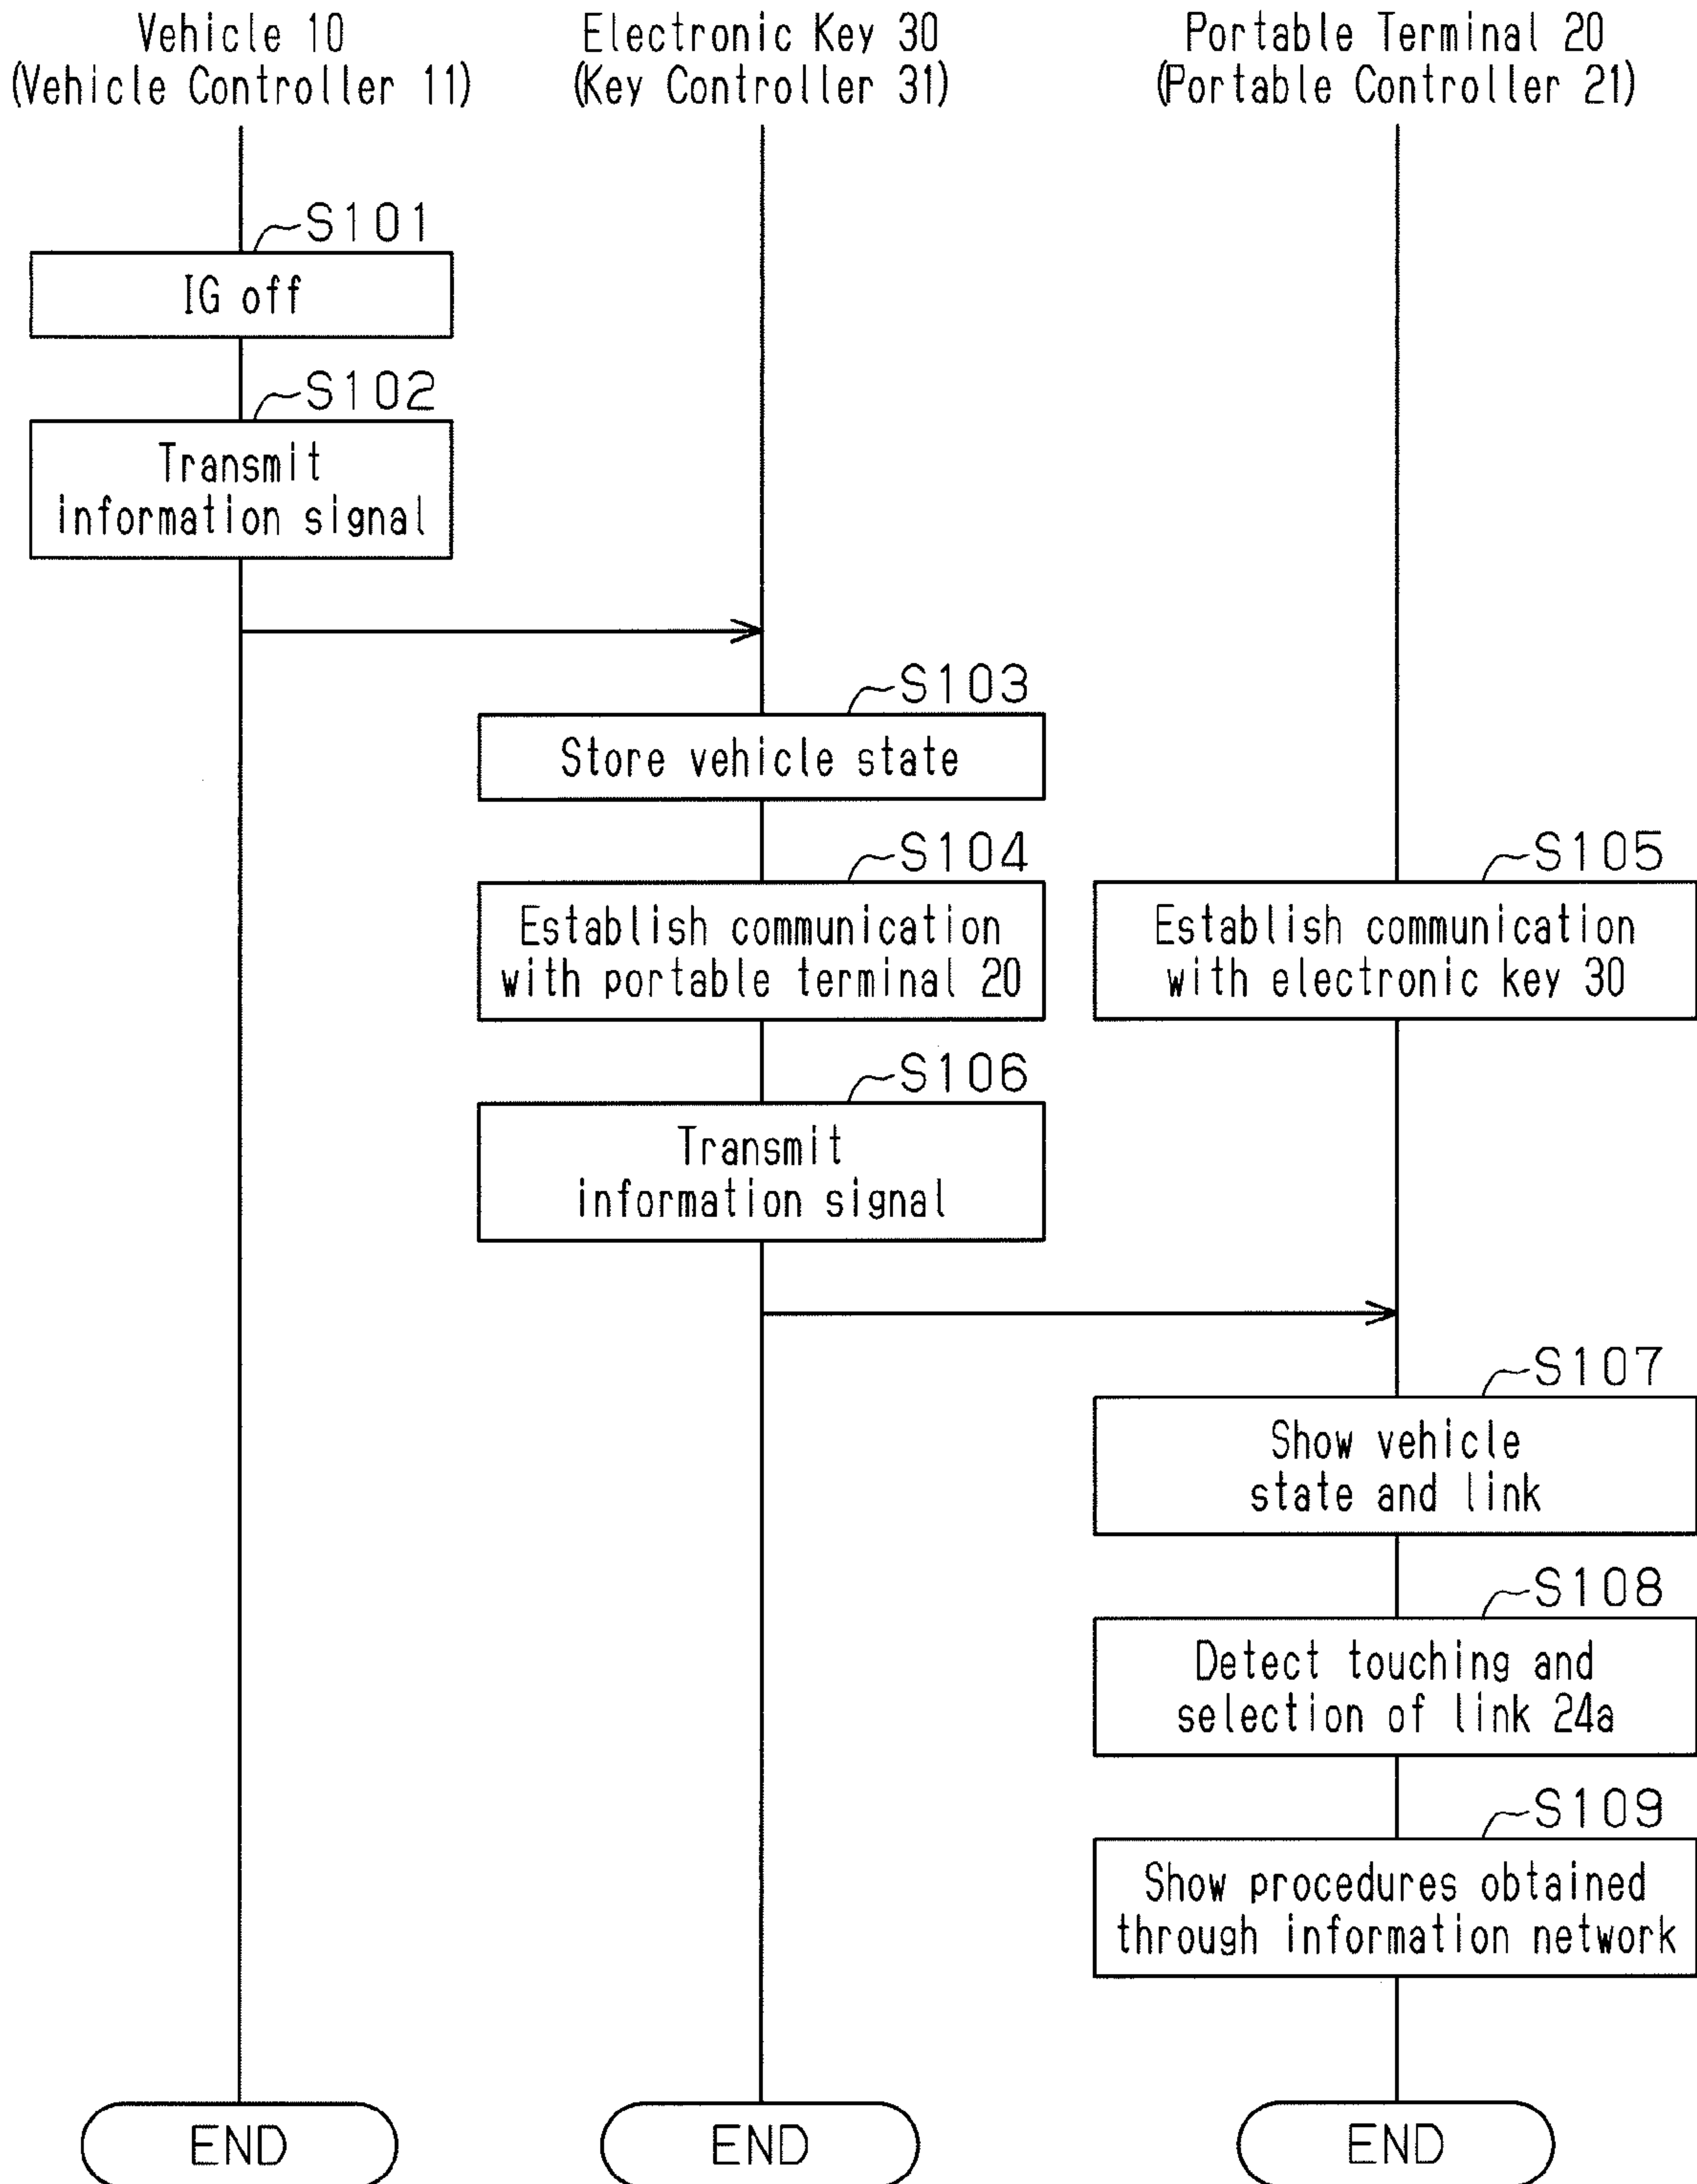 Vehicle 10
(Vehicle Controller 11)
Electronic Key 30
(Key Controller 31)
Portable Terminal 20
(Portable Controller 21)
S101
IG off
S102
Transmit
information signal
S103
Store vehicle state
S104
Establish communication
with portable terminal 20
S105
Establish communication
with electronic key 30
S106
Transmit
information signal
S107
Show vehicle
state and link
S108
Detect touching and
selection of link 24a
S109
Show procedures obtained
through information network
END
END
END